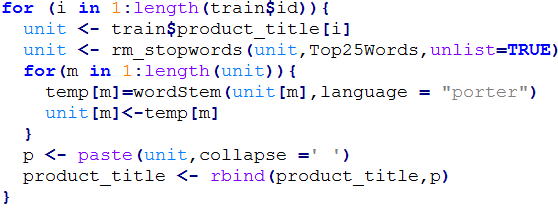 for (i in 1:length(train$id)){
  unit <- train$product_title[i]
  unit <- rm_stopwords(unit,Top25Words,unlist=TRUE)
  for(m in 1:length(unit)){
    temp[m]=wordStem(unit[m],language = "porter")
    unit[m]<-temp[m]
  }
  p <- paste(unit,collapse =' ')
  product_title <- rbind(product_title,p)
}